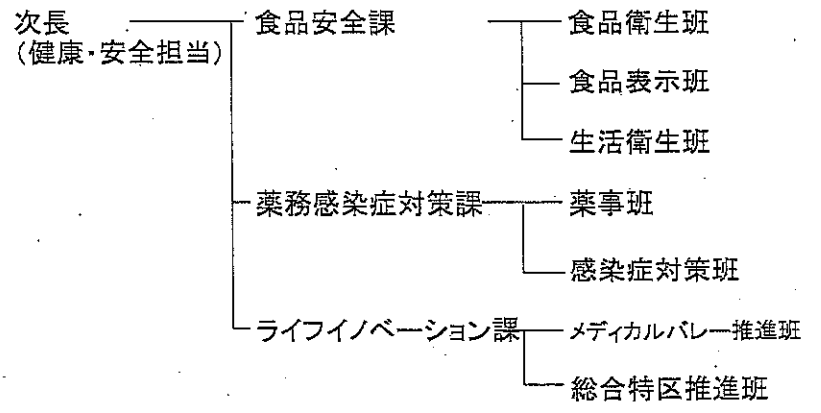 次長
(健康・安全担当)
食品安全課
食品衛生班
食品表示班
生活衛生班
薬務感染症対策課
薬事班
感染症対策班
ライフイノベーション課
メディカルバレー推進班
総合特区推進班